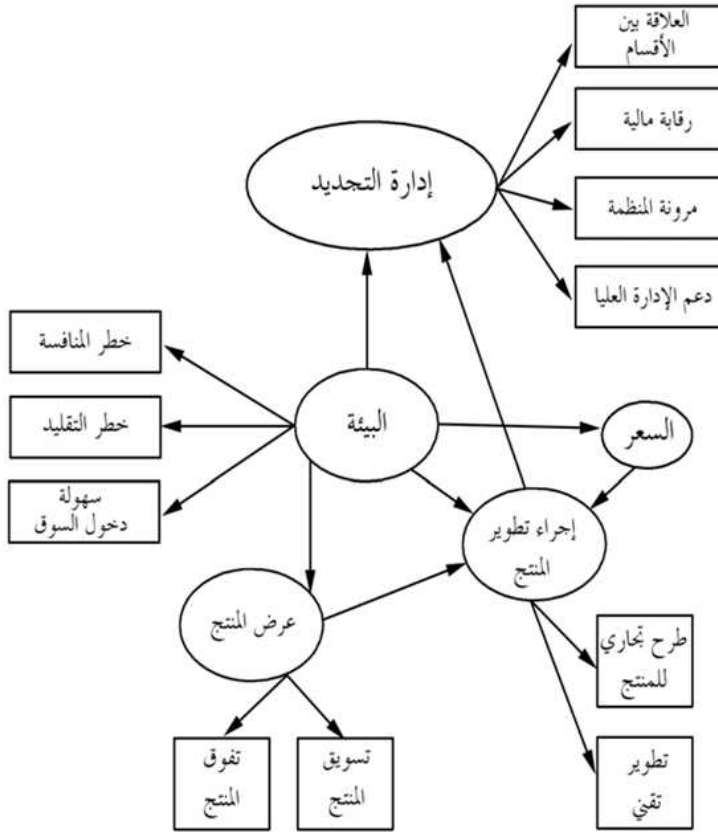 العلاقة بين
الأقسام
رقابة مالية
إدارة التجديد
مرونة المنظمة
دعم الإدارة العليا
خطر المنافسة
البيئة
السعر
خطر التقليد
سهولة
دخول السوق
إجراء تطوير
المنتج
عرض المنتج
طرح تجاري
للمنتج
تسويق
المنتج
تفوق
المنتج
تطوير
تقني